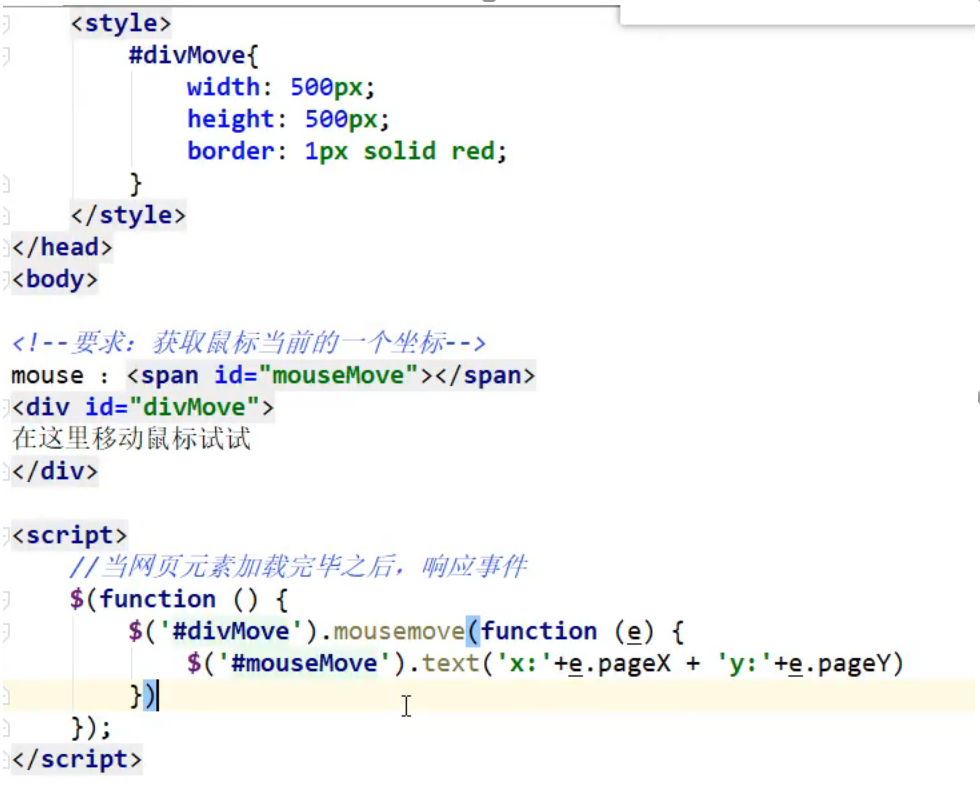 <style>
#divMove{
width: 500px;
height: 500px;
border: 1px solid red;
}
</style>
</head>
<body>
<!--要求：获取鼠标当前的一个坐标-->
mouse : <span id="mouseMove"></span>
<div id="divMove">
在这里移动鼠标试试
</div>
<script>
//当网页元素加载完毕之后，响应事件
$(function () {
$('#divMove').mousemove(function (e) {
$('#mouseMove').text('x:'+e.pageX + 'y:'+e.pageY)
})
});
</script>